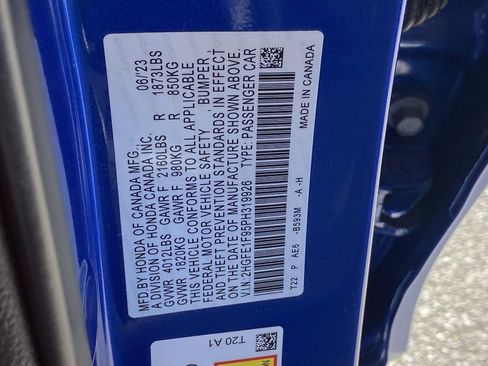 MFD.BY HONDA OF CANADA MFG. 06/23
A DIVISION OF HONDA CANADA INC.
GVWR 4012LBS GAWR F 2160LBS R 1873LBS
GVWR 1820KG GAWR F 980KG R 850KG
THIS VEHICLE CONFORMS TO ALL APPLICABLE
FEDERAL MOTOR VEHICLE SAFETY BUMPER,
AND THEFT PREVENTION STANDARDS IN EFFECT
ON THE DATE OF MANUFACTURE SHOWN ABOVE.
V.I.N.:2HGFE1F95PH319926 TYPE: PASSENGER CAR
T22 P AE6 -B593M -A -H MADE IN CANADA
T20 A1